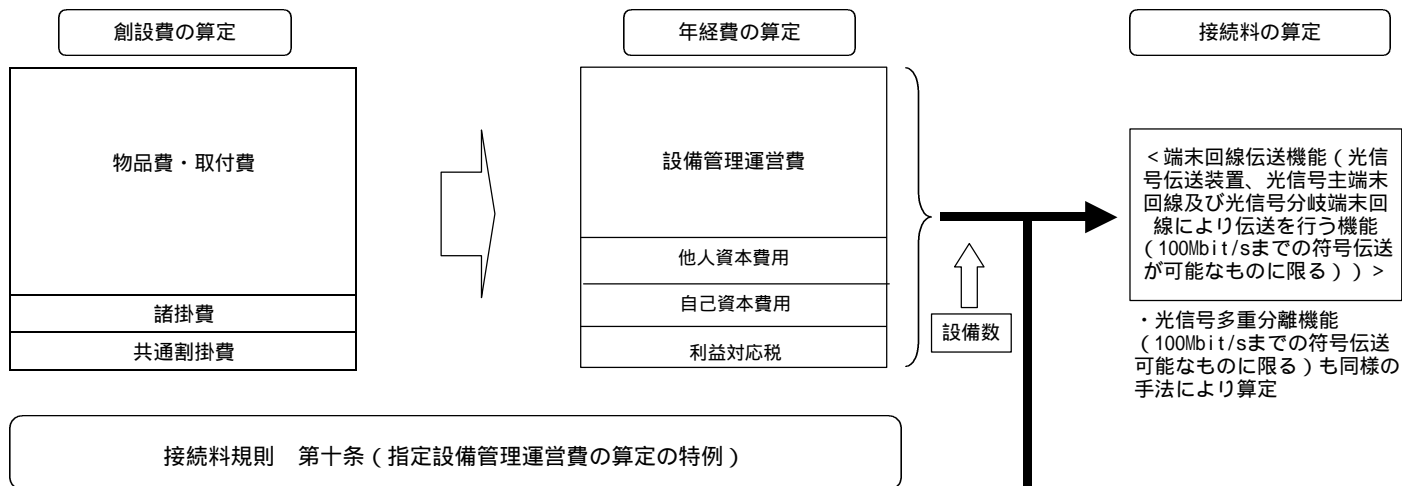 創設費の算定
年経費の算定
接続料の算定
物品費・取付費
諸掛費
共通割掛費
設備管理運営費
他人資本費用
自己資本費用
利益対応税
設備数
<端末回線伝送機能(光信
号伝送装置、光信号主端末
回線及び光信号分岐端末回
線により伝送を行う機能
(100Mbit/sまでの符号伝送
が可能なものに限る))>
・光信号多重分離機能
(100Mbit/sまでの符号伝送
可能なものに限る)も同様の
手法により算定
接続料規則 第十条(指定設備管理運営費の算定の特例)